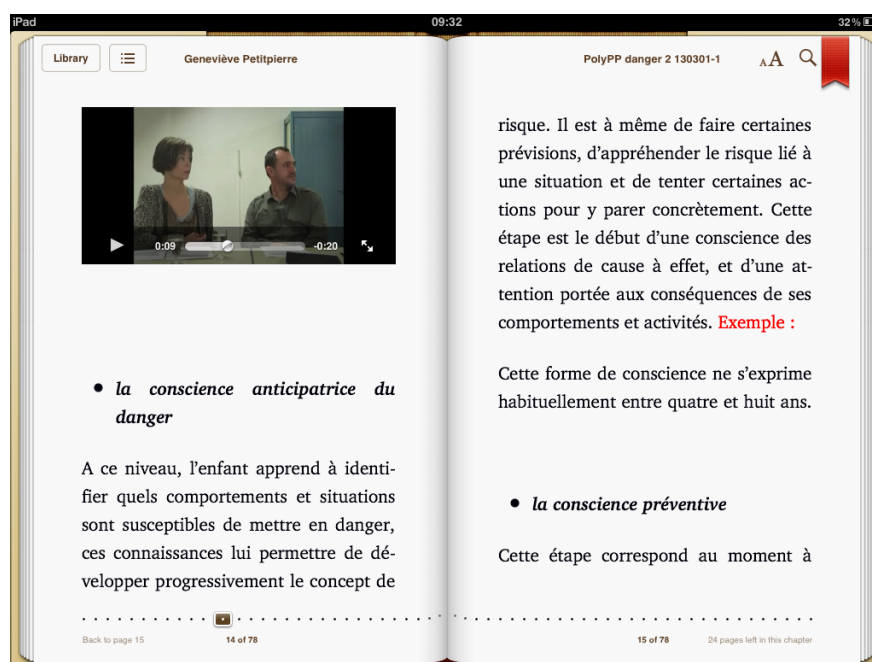 iPad
09:32
32 %
Library
Geneviève Petitpierre
PolyPP danger 2 130301-1
AA
0:09
-0:20
• la conscience anticipatrice du
danger
A ce niveau, l'enfant apprend à identi-
fier quels comportements et situations
sont susceptibles de mettre en danger,
ces connaissances lui permettre de dé-
velopper progressivement le concept de
Back to page 15
14 of 78
risque. Il est à même de faire certaines
prévisions, d'appréhender le risque lié à
une situation et de tenter certaines ac-
tions pour y parer concrètement. Cette
étape est le début d'une conscience des
relations de cause à effet, et d'une at-
tention portée aux conséquences de ses
comportements et activités. Exemple :
Cette forme de conscience ne s'exprime
habituellement entre quatre et huit ans.
• la conscience préventive
Cette étape correspond au moment à
15 of 78
24 pages left in this chapter